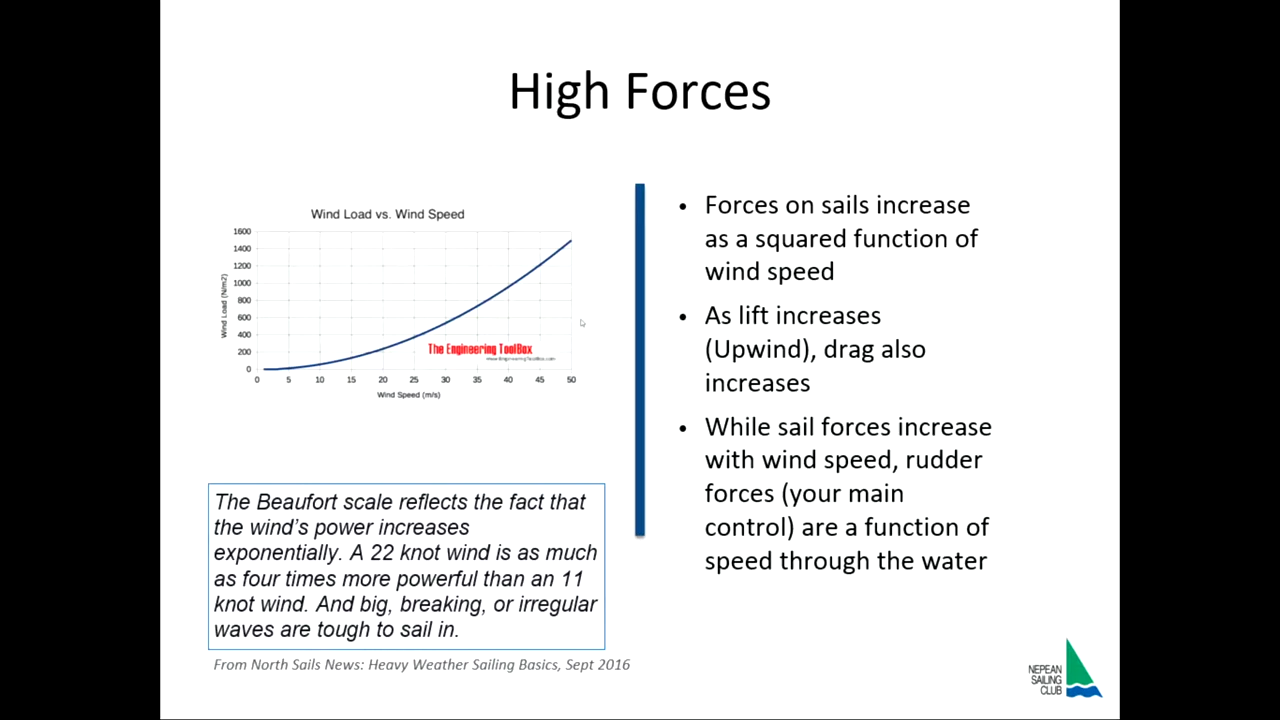 High Forces
Wind Load vs. Wind Speed
1600
1400
1200
1000
800
600
400
200
0
Wind Load (N/m2)
0 5 10 15 20 25 30 35 40 45 50
Wind Speed (m/s)
The Engineering ToolBox
www.EngineeringToolBox.com
The Beaufort scale reflects the fact that
the wind's power increases
exponentially. A 22 knot wind is as much
as four times more powerful than an 11
knot wind. And big, breaking, or irregular
waves are tough to sail in.
From North Sails News: Heavy Weather Sailing Basics, Sept 2016
• Forces on sails increase
as a squared function of
wind speed
• As lift increases
(Upwind), drag also
increases
• While sail forces increase
with wind speed, rudder
forces (your main
control) are a function of
speed through the water
NEPEAN
SAILING
CLUB